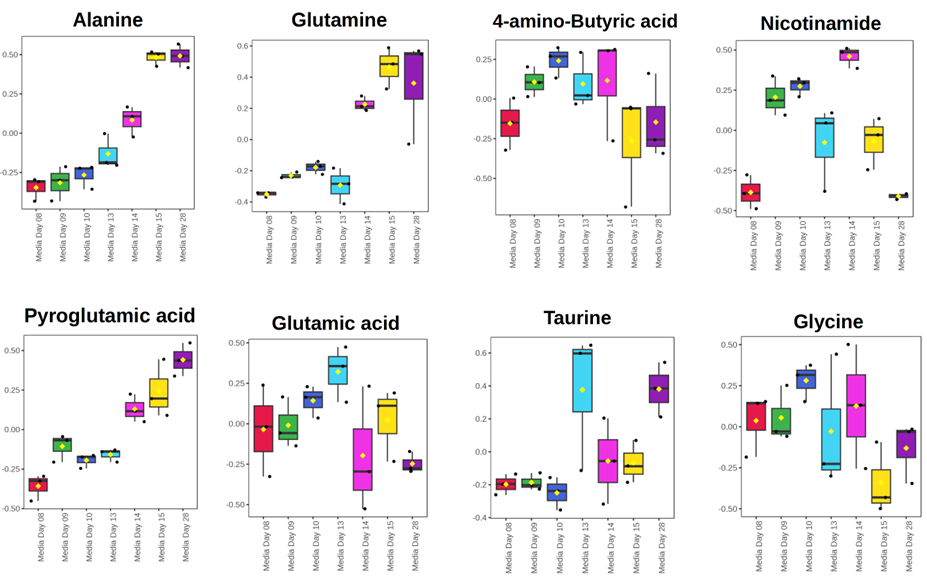 Alanine
0.50
0.00
0.25
Media Day 08
Media Day 09
Media Day 10
Media Day 13
Media Day 14
Media Day 15
Media Day 28
Glutamine
0.6
0.4
0.2
0.0
-0.2
-0.4
Media Day 08
Media Day 09
Media Day 10
Media Day 13
Media Day 14
Media Day 15
Media Day 28
4-amino-Butyric acid
0.25
0.00
-0.25
-0.50
Media Day 08
Media Day 09
Media Day 10
Media Day 13
Media Day 14
Media Day 15
Media Day 28
Nicotinamide
0.50
0.25
0.00
-0.25
-0.50
Media Day 08
Media Day 09
Media Day 10
Media Day 13
Media Day 14
Media Day 15
Media Day 28
Pyroglutamic acid
0.50
0.25
0.00
-0.25
-0.50
Media Day 08
Media Day 09
Media Day 10
Media Day 13
Media Day 14
Media Day 15
Media Day 28
Glutamic acid
0.50
0.25
0.00
-0.25
-0.50
Media Day 08
Media Day 09
Media Day 10
Media Day 13
Media Day 14
Media Day 15
Media Day 28
Taurine
0.6
0.4
0.2
0.0
-0.2
-0.4
Media Day 08
Media Day 09
Media Day 10
Media Day 13
Media Day 14
Media Day 15
Media Day 28
Glycine
0.50
0.25
0.00
-0.25
-0.50
Media Day 08
Media Day 09
Media Day 10
Media Day 13
Media Day 14
Media Day 15
Media Day 28